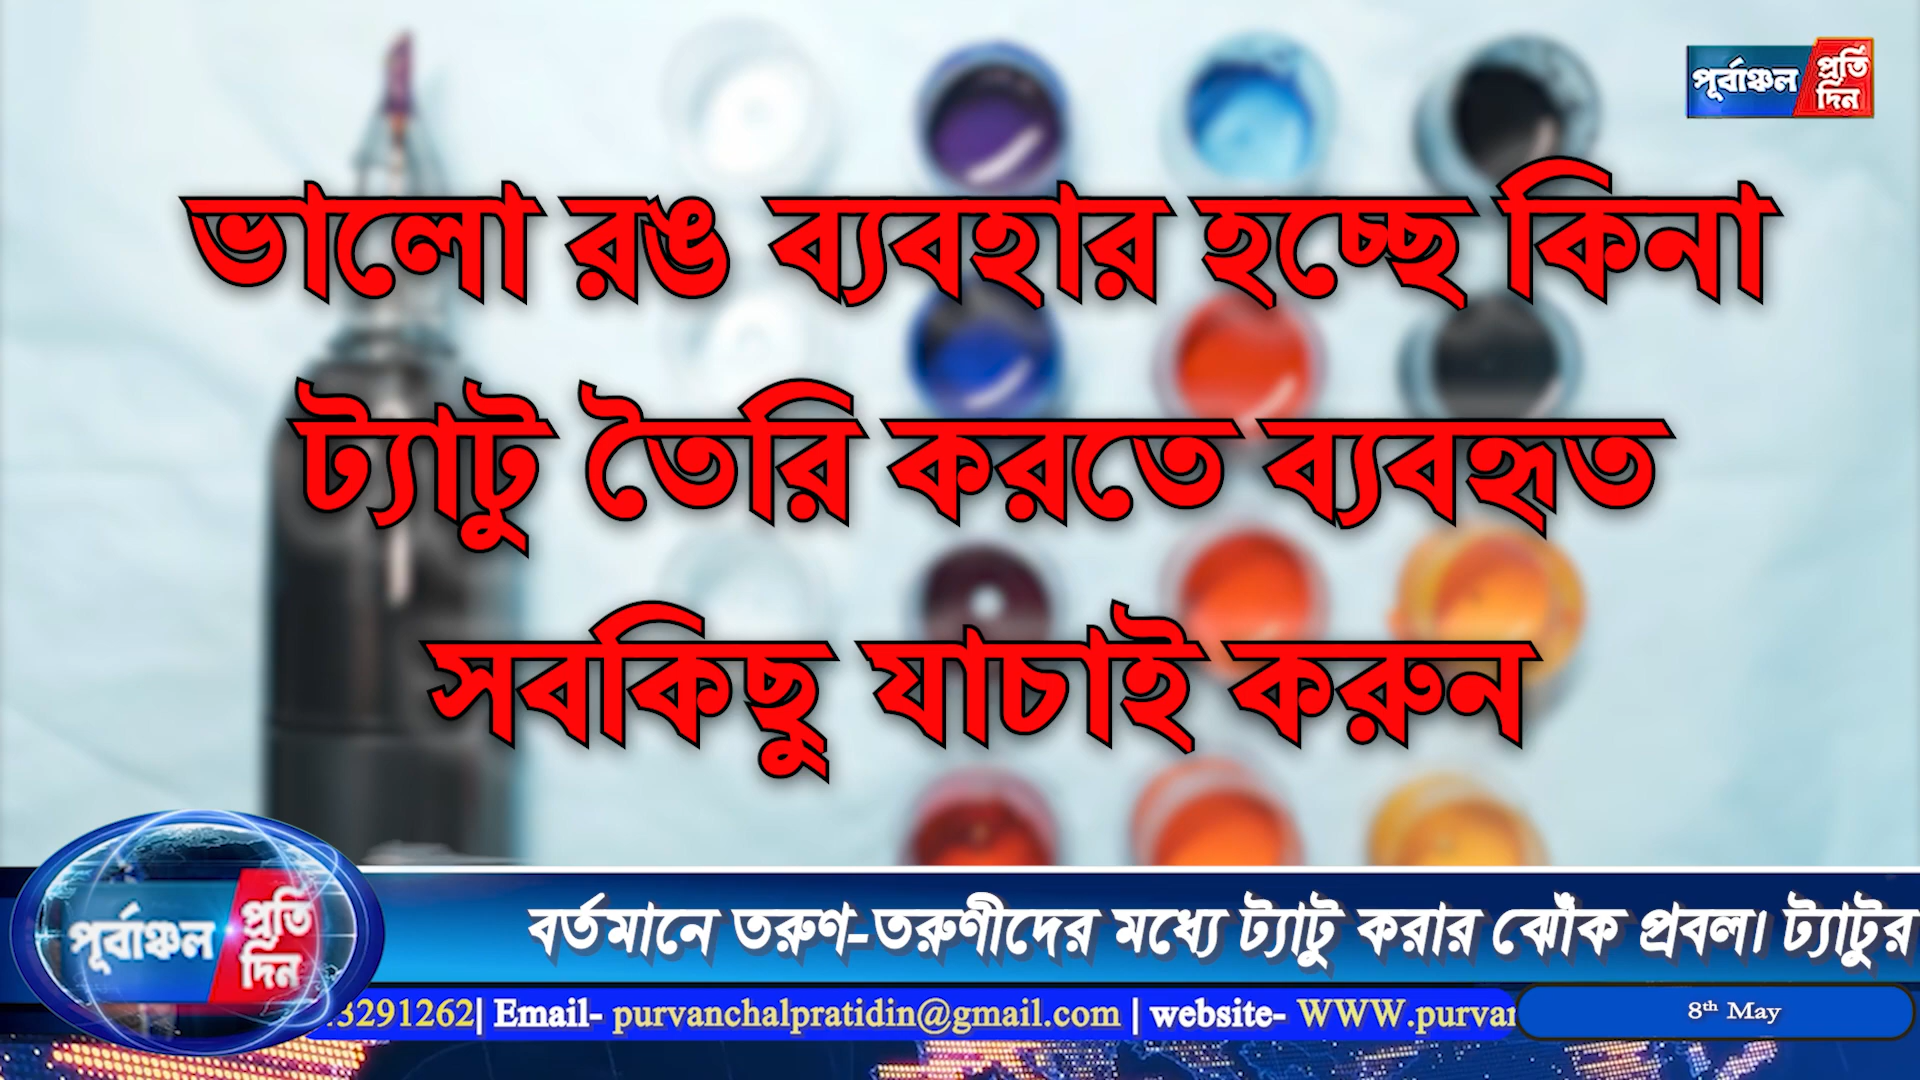 পূর্বাঞ্চল প্রতি দিন
ভালো রঙ ব্যবহার হচ্ছে কিনা
ট্যাটু তৈরি করতে ব্যবহৃত
সবকিছু যাচাই করুন
পূর্বাঞ্চল প্রতি দিন
বর্তমানে তরুণ-তরুণীদের মধ্যে ট্যাটু করার ঝোঁক প্রবল। ট্যাটুর
3291262| Email- purvanchalpratidin@gmail.com | website- WWW.purva
8th May